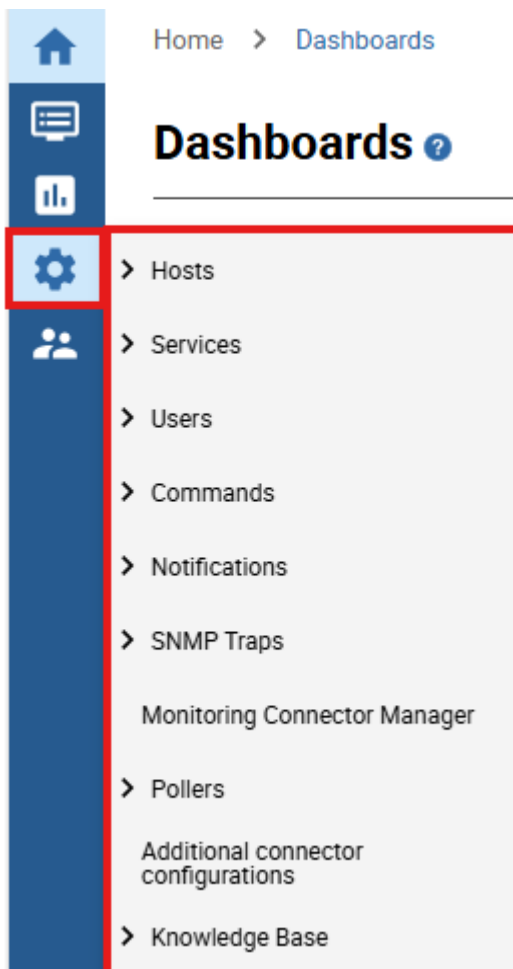 Home > Dashboards
Dashboards ?
> Hosts
> Services
> Users
> Commands
> Notifications
> SNMP Traps
Monitoring Connector Manager
> Pollers
Additional connector
configurations
> Knowledge Base